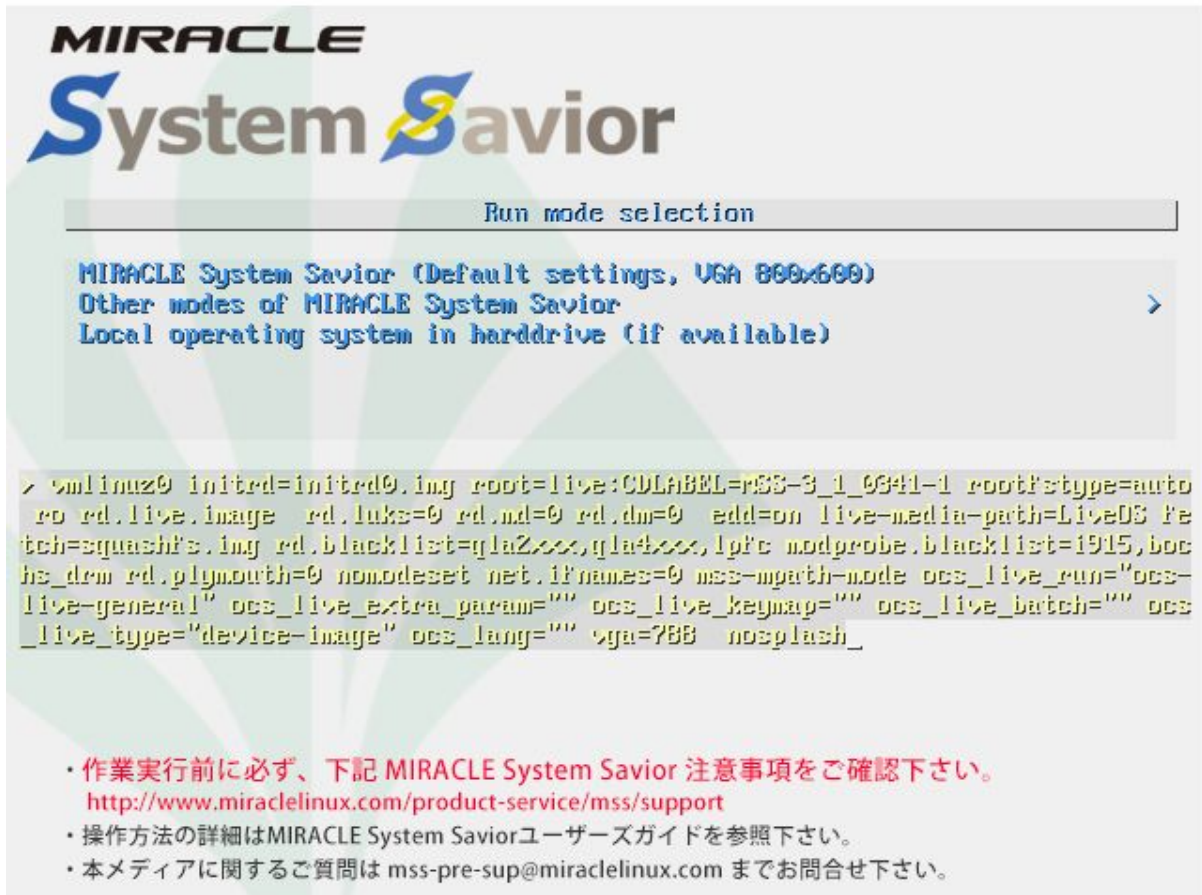 MIRACLE
System Savior
Run mode selection
MIRACLE System Savior (Default settings, VGA 800x600)
Other modes of MIRACLE System Savior >
Local operating system in harddrive (if available)
> vmlinuz0 initrd=initrd0.img root=live:CDLABEL=MSS-3_1_0841-1 rootfstype=auto
ro rd.live.image rd.luks=0 rd.md=0 rd.dm=0 edd=on live-media-path=LiveOS fe
tch=squashfs.img rd.blacklist=qla2xxx,qla4xxx,lpfc modprobe.blacklist=i915,boc
hs_drm rd.plymouth=0 nomodeset net.ifnames=0 mss-mpath-mode ocs_live_run="ocs-
live-general" ocs_live_extra_param="" ocs_live_keymap="" ocs_live_batch="" ocs
_live_type="device-image" ocs_lang="" vga=788 nosplash_
・作業実行前に必ず、下記 MIRACLE System Savior 注意事項をご確認下さい。
http://www.miraclelinux.com/product-service/mss/support
・操作方法の詳細はMIRACLE System Saviorユーザーズガイドを参照下さい。
・本メディアに関するご質問は mss-pre-sup@miraclelinux.com までお問合せ下さい。